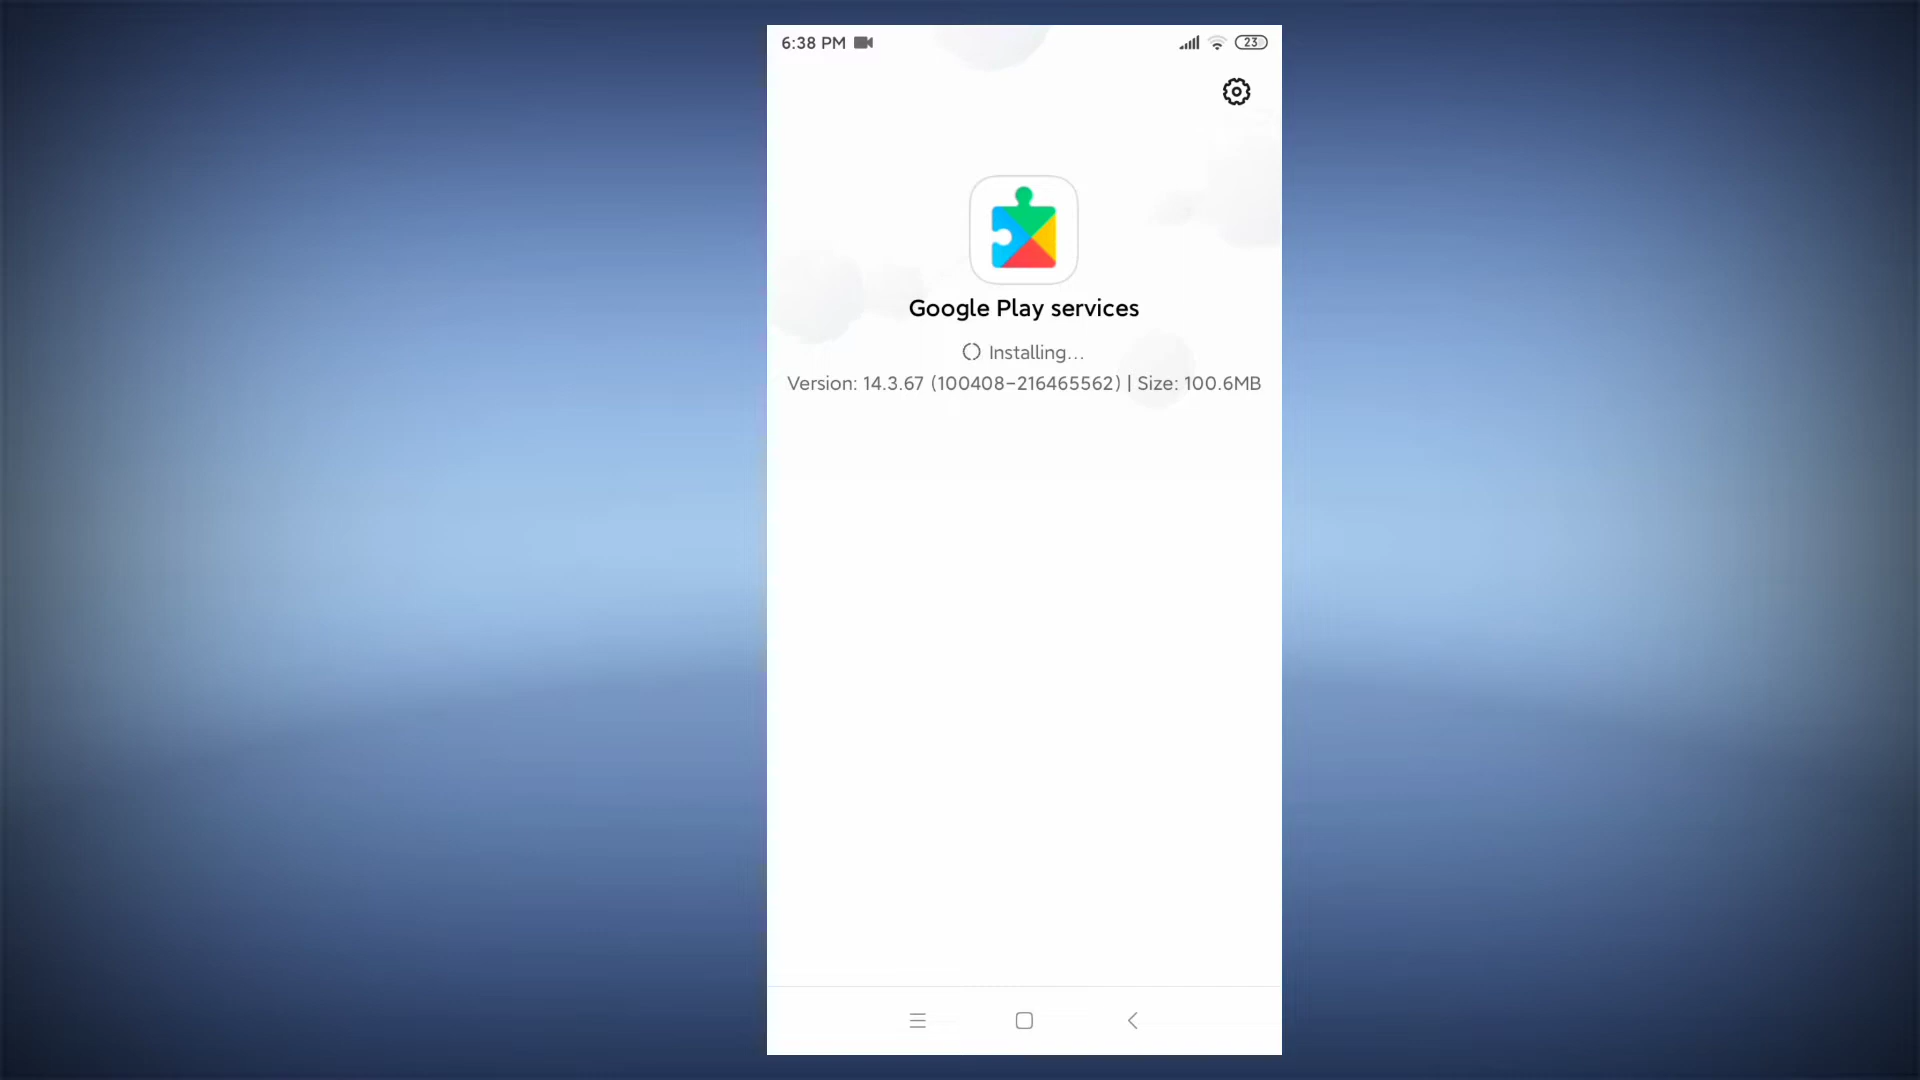 6:38 PM
23
Google Play services
Installing...
Version: 14.3.67 (100408-216465562) | Size: 100.6MB